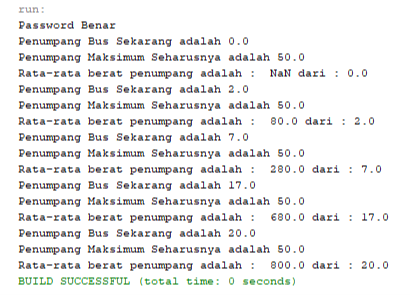 run:
Password Benar
Penumpang Bus Sekarang adalah 0.0
Penumpang Maksimum Seharusnya adalah 50.0
Rata-rata berat penumpang adalah :  NaN dari : 0.0
Penumpang Bus Sekarang adalah 2.0
Penumpang Maksimum Seharusnya adalah 50.0
Rata-rata berat penumpang adalah :  80.0 dari : 2.0
Penumpang Bus Sekarang adalah 7.0
Penumpang Maksimum Seharusnya adalah 50.0
Rata-rata berat penumpang adalah :  280.0 dari : 7.0
Penumpang Bus Sekarang adalah 17.0
Penumpang Maksimum Seharusnya adalah 50.0
Rata-rata berat penumpang adalah :  680.0 dari : 17.0
Penumpang Bus Sekarang adalah 20.0
Penumpang Maksimum Seharusnya adalah 50.0
Rata-rata berat penumpang adalah :  800.0 dari : 20.0
BUILD SUCCESSFUL (total time: 0 seconds)